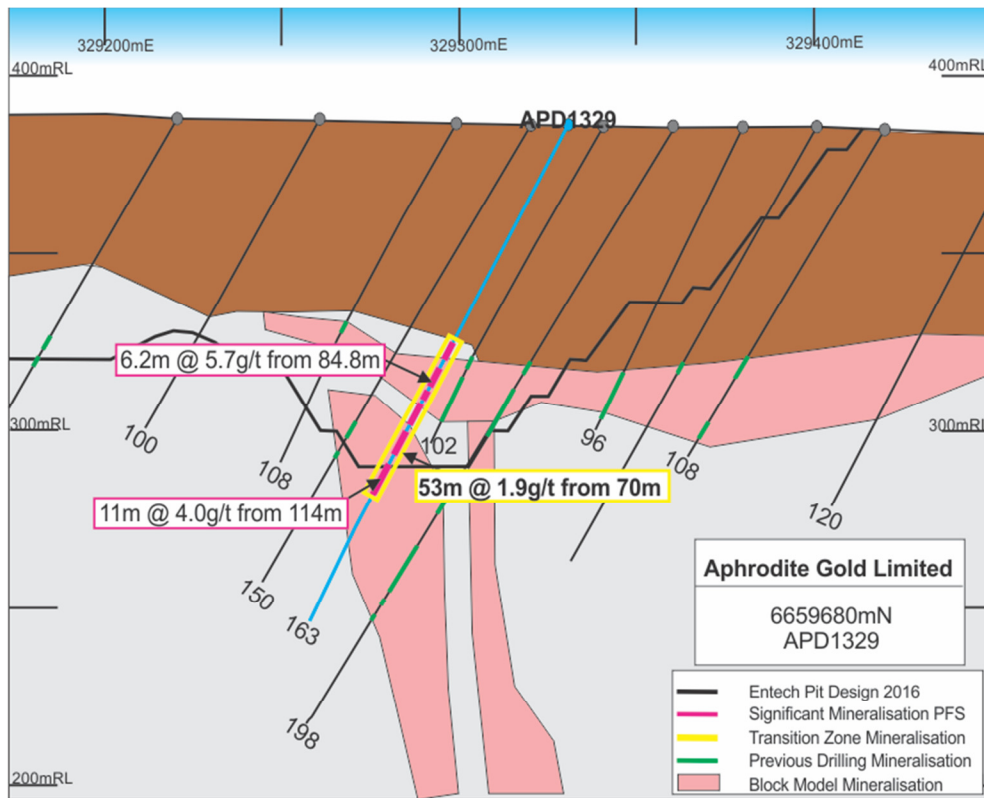 329200mE
329300mE
329400mE
400mRL
400mRL
APD1329
6.2m @ 5.7g/t from 84.8m
300mRL
300mRL
100
102
96
108
108
53m @ 1.9g/t from 70m
11m @ 4.0g/t from 114m
120
150
163
198
Aphrodite Gold Limited
6659680mN
APD1329
Entech Pit Design 2016
Significant Mineralisation PFS
Transition Zone Mineralisation
Previous Drilling Mineralisation
Block Model Mineralisation
200mRL